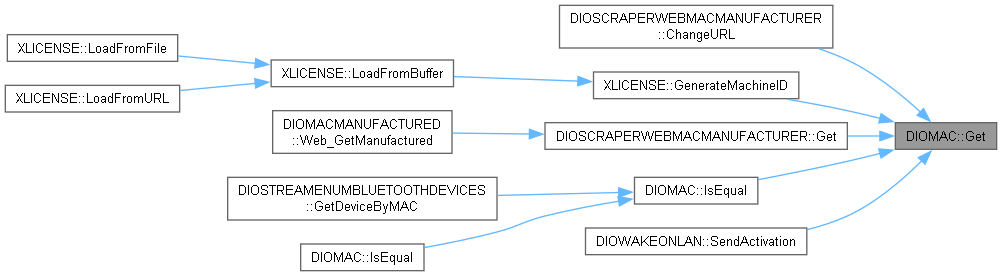 DIOSCRAPERWEBMACMANUFACTURER
::ChangeURL
XLICENSE::LoadFromFile
XLICENSE::LoadFromBuffer
XLICENSE::GenerateMachineID
XLICENSE::LoadFromURL
DIOMACMANUFACTURED
::Web_GetManufactured
DIOSCRAPERWEBMACMANUFACTURER::Get
DIOMAC::Get
DIOSTREAMENUMBLUETOOTHDEVICES
::GetDeviceByMAC
DIOMAC::IsEqual
DIOWAKEONLAN::SendActivation
DIOMAC::IsEqual